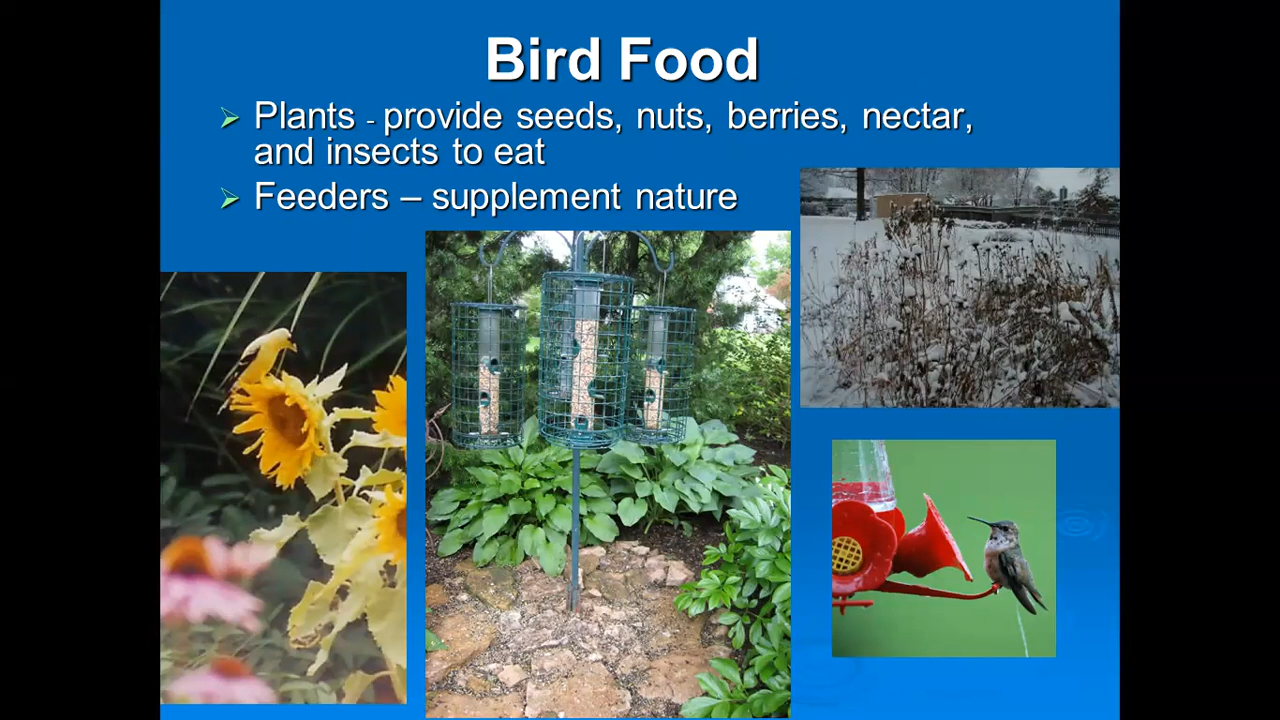 Bird Food
Plants - provide seeds, nuts, berries, nectar,
and insects to eat
Feeders – supplement nature